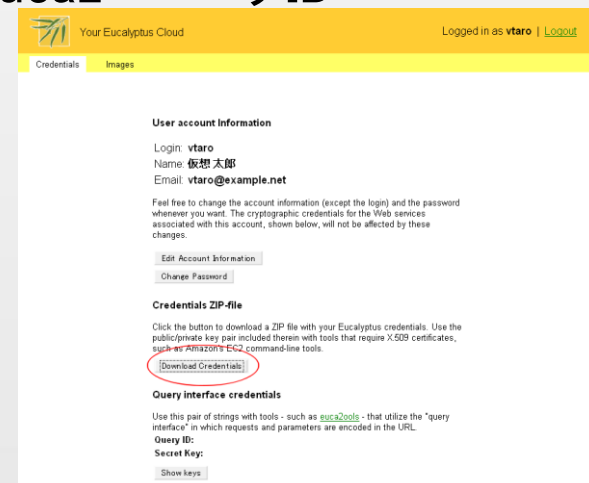 Your Eucalyptus Cloud
Logged in as vtaro | Logout
Credentials Images
User account Information
Login: vtaro
Name: 仮想 太郎
Email: vtaro@example.net
Feel free to change the account information (except the login) and the password
whenever you want. The cryptographic credentials for the Web services
associated with this account, shown below, will not be affected by these
changes.
Edit Account Information
Change Password
Credentials ZIP-file
Click the button to download a ZIP file with your Eucalyptus credentials. Use the
public/private key pair included therein with tools that require X.509 certificates,
such as Amazon's EC2 command-line tools.
Download Credentials
Query interface credentials
Use this pair of strings with tools - such as euca2ools - that utilize the "query
interface" in which requests and parameters are encoded in the URL.
Query ID:
Secret Key:
Show keys